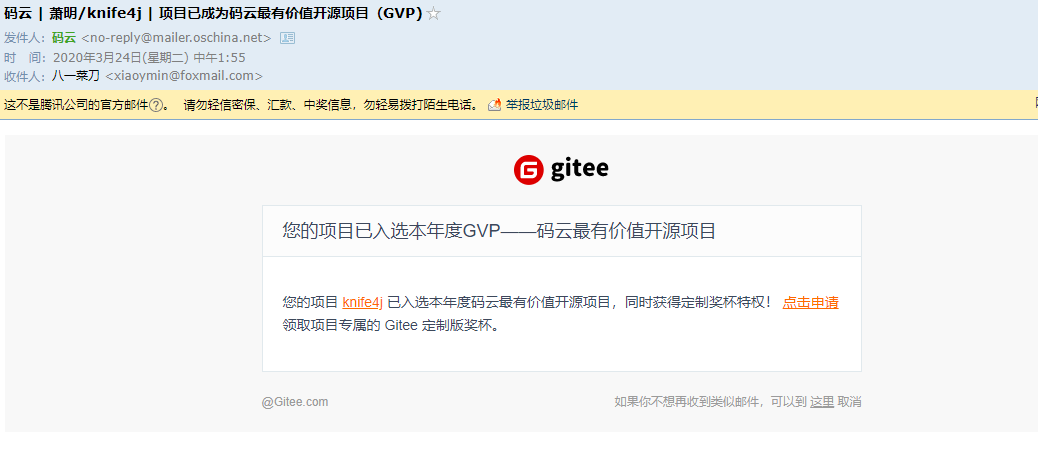 码云 | 萧明/knife4j | 项目已成为码云最有价值开源项目（GVP)
发件人：码云 <no-reply@mailer.oschina.net>
时 间：2020年3月24日(星期二) 中午1:55
收件人：八一菜刀 <xiaoymin@foxmail.com>
这不是腾讯公司的官方邮件?。 请勿轻信密保、汇款、中奖信息，勿轻易拨打陌生电话。 举报垃圾邮件
G gitee
您的项目已入选本年度GVP——码云最有价值开源项目
您的项目 knife4j 已入选本年度码云最有价值开源项目，同时获得定制奖杯特权！ 点击申请
领取项目专属的 Gitee 定制版奖杯。
@Gitee.com
如果你不想再收到类似邮件，可以到 这里 取消